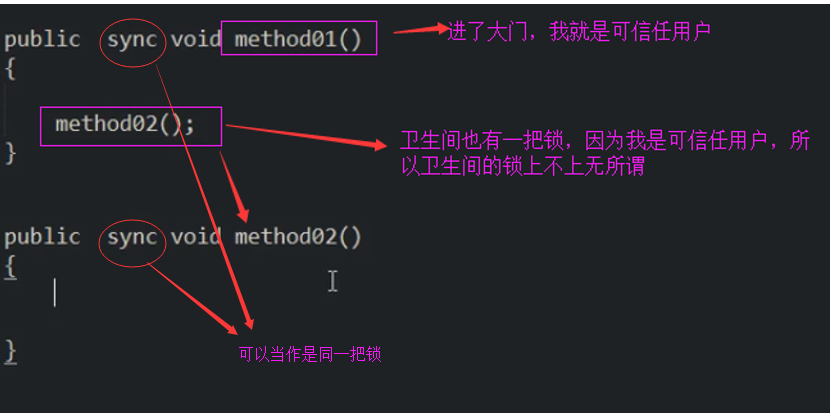 public sync void method01()
进了大门，我就是可信任用户
{
method02();
卫生间也有一把锁，因为我是可信任用户，所
以卫生间的锁上不上无所谓
}
public sync void method02()
{
}
可以当作是同一把锁